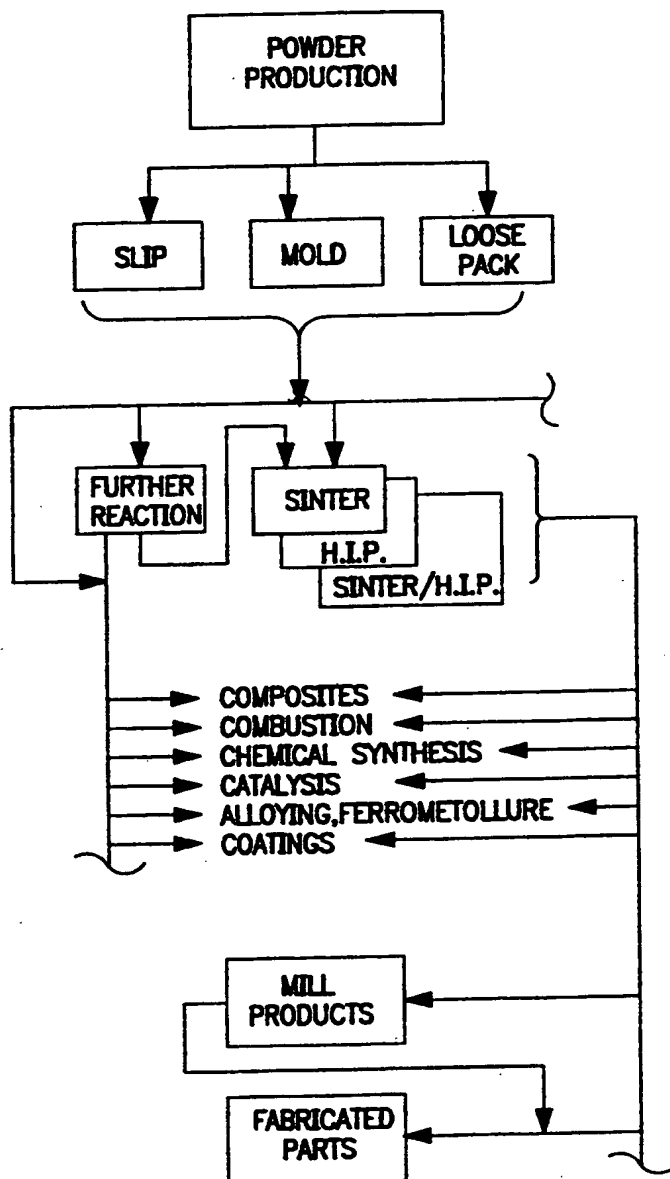 POWDER
PRODUCTION
SLIP
MOLD
LOOSE
PACK
FURTHER
REACTION
SINTER
H.I.P.
SINTER/H.I.P.
COMPOSITES
COMBUSTION
CHEMICAL SYNTHESIS
CATALYSIS
ALLOYING,FERROMETOLLURE
COATINGS
MILL
PRODUCTS
FABRICATED
PARTS